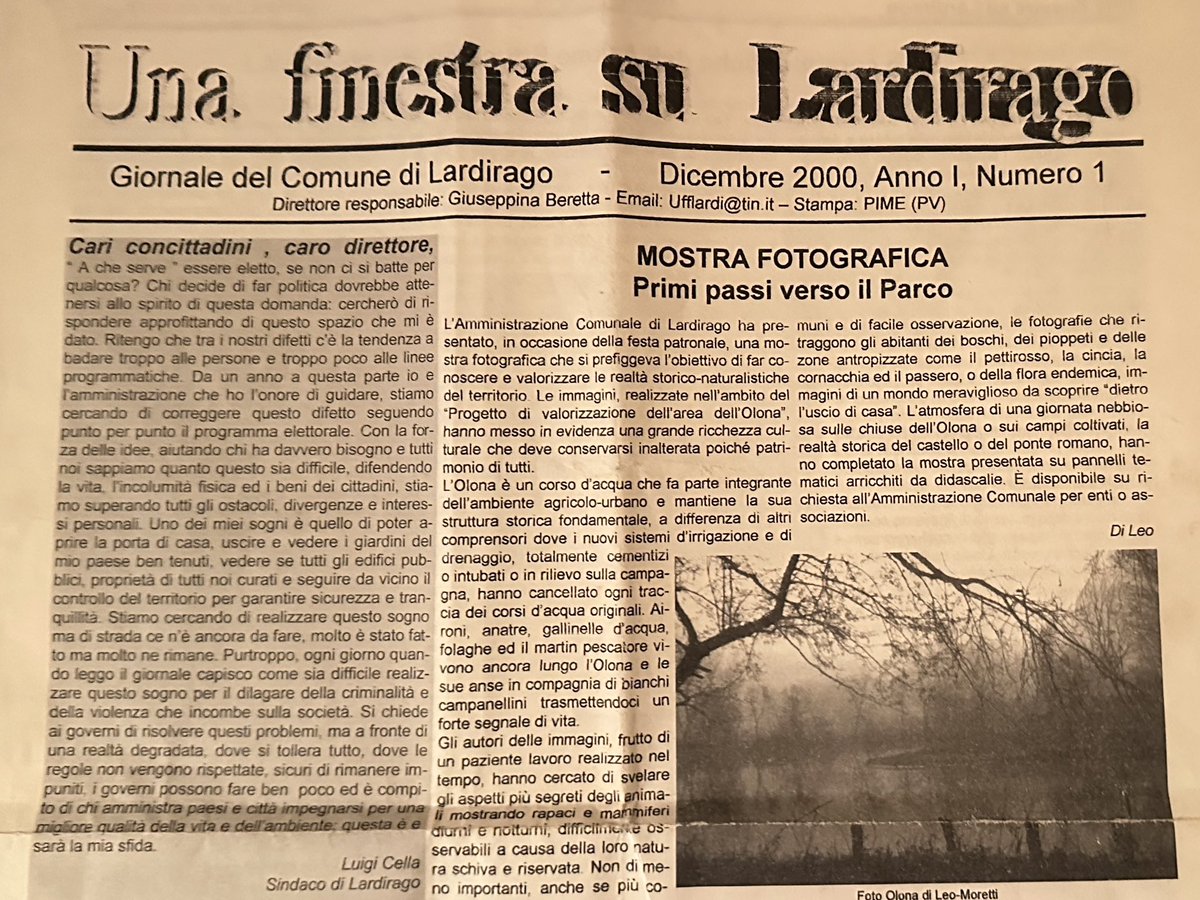 Una finestra su Lardirago
Giornale del Comune di Lardirago - Dicembre 2000, Anno I, Numero 1
Direttore responsabile: Giuseppina Beretta - Email: Ufflardi@tin.it – Stampa: PIME (PV)
Cari concittadini , caro direttore,
" A che serve " essere eletto, se non ci si batte per
qualcosa? Chi decide di far politica dovrebbe atte-
nersi allo spirito di questa domanda: cercherò di ri-
spondere approfittando di questo spazio che mi è
dato. Ritengo che tra i nostri difetti c'è la tendenza a
badare troppo alle persone e troppo poco alle linee
programmatiche. Da un anno a questa parte io e
l'amministrazione che ho l'onore di guidare, stiamo
cercando di correggere questo difetto seguendo
punto per punto il programma elettorale. Con la for-
za delle idee, aiutando chi ha davvero bisogno e tutti
noi sappiamo quanto questo sia difficile, difendendo
la vita, l'incolumità fisica ed i beni dei cittadini, stia-
mo superando tutti gli ostacoli, divergenze e interes-
si personali. Uno dei miei sogni è quello di poter a-
prire la porta di casa, uscire e vedere i giardini del
mio paese ben tenuti, vedere se tutti gli edifici pub-
blici, proprietà di tutti noi curati e seguire da vicino il
controllo del territorio per garantire sicurezza e tran-
quillità. Stiamo cercando di realizzare questo sogno
ma di strada ce n'è ancora da fare, molto è stato fat-
to ma molto ne rimane. Purtroppo, ogni giorno quan-
do leggo il giornale capisco come sia difficile realiz-
zare questo sogno per il dilagare della criminalità e
della violenza che incombe sulla società. Si chiede
ai governi di risolvere questi problemi, ma a fronte di
una realtà degradata, dove si tollera tutto, dove le
regole non vengono rispettate, sicuri di rimanere im-
puniti, i governi possono fare ben poco ed è compi-
to di chi amministra paesi e città impegnarsi per una
migliore qualità della vita e dell'ambiente; questa è e
sarà la mia sfida.
Luigi Cella
Sindaco di Lardirago
MOSTRA FOTOGRAFICA
Primi passi verso il Parco
L'Amministrazione Comunale di Lardirago ha pre-
sentato, in occasione della festa patronale, una mo-
stra fotografica che si prefiggeva l'obiettivo di far co-
noscere e valorizzare le realtà storico-naturalistiche
del territorio. Le immagini, realizzate nell'ambito del
"Progetto di valorizzazione dell'area dell'Olona",
hanno messo in evidenza una grande ricchezza cul-
turale che deve conservarsi inalterata poiché patri-
monio di tutti.
L'Olona è un corso d'acqua che fa parte integrante
dell'ambiente agricolo-urbano e mantiene la sua
struttura storica fondamentale, a differenza di altri
comprensori dove i nuovi sistemi d'irrigazione e di
drenaggio, totalmente cementizi
o intubati o in rilievo sulla campa-
gna, hanno cancellato ogni trac-
cia dei corsi d'acqua originali. Ai-
roni, anatre, gallinelle d'acqua,
folaghe ed il martin pescatore vi-
vono ancora lungo l'Olona e le
sue anse in compagnia di bianchi
campanellini trasmettendoci un
forte segnale di vita.
Gli autori delle immagini, frutto di
un paziente lavoro realizzato nel
tempo, hanno cercato di svelare
gli aspetti più segreti degli anima-
li mostrando rapaci e mammiferi
diurni e notturni, difficilmente os-
servabili a causa della loro natu-
ra schiva e riservata. Non di me-
no importanti, anche se più co-
muni e di facile osservazione, le fotografie che ri-
traggono gli abitanti dei boschi, dei pioppeti e delle
zone antropizzate come il pettirosso, la cincia, la
cornacchia ed il passero, o della flora endemica, im-
magini di un mondo meraviglioso da scoprire "dietro
l'uscio di casa". L'atmosfera di una giornata nebbio-
sa sulle chiuse dell'Olona o sui campi coltivati, la
realtà storica del castello o del ponte romano, han-
no completato la mostra presentata su pannelli te-
matici arricchiti da didascalie. È disponibile su ri-
chiesta all'Amministrazione Comunale per enti o as-
sociazioni.
Di Leo
Foto Olona di Leo-Moretti